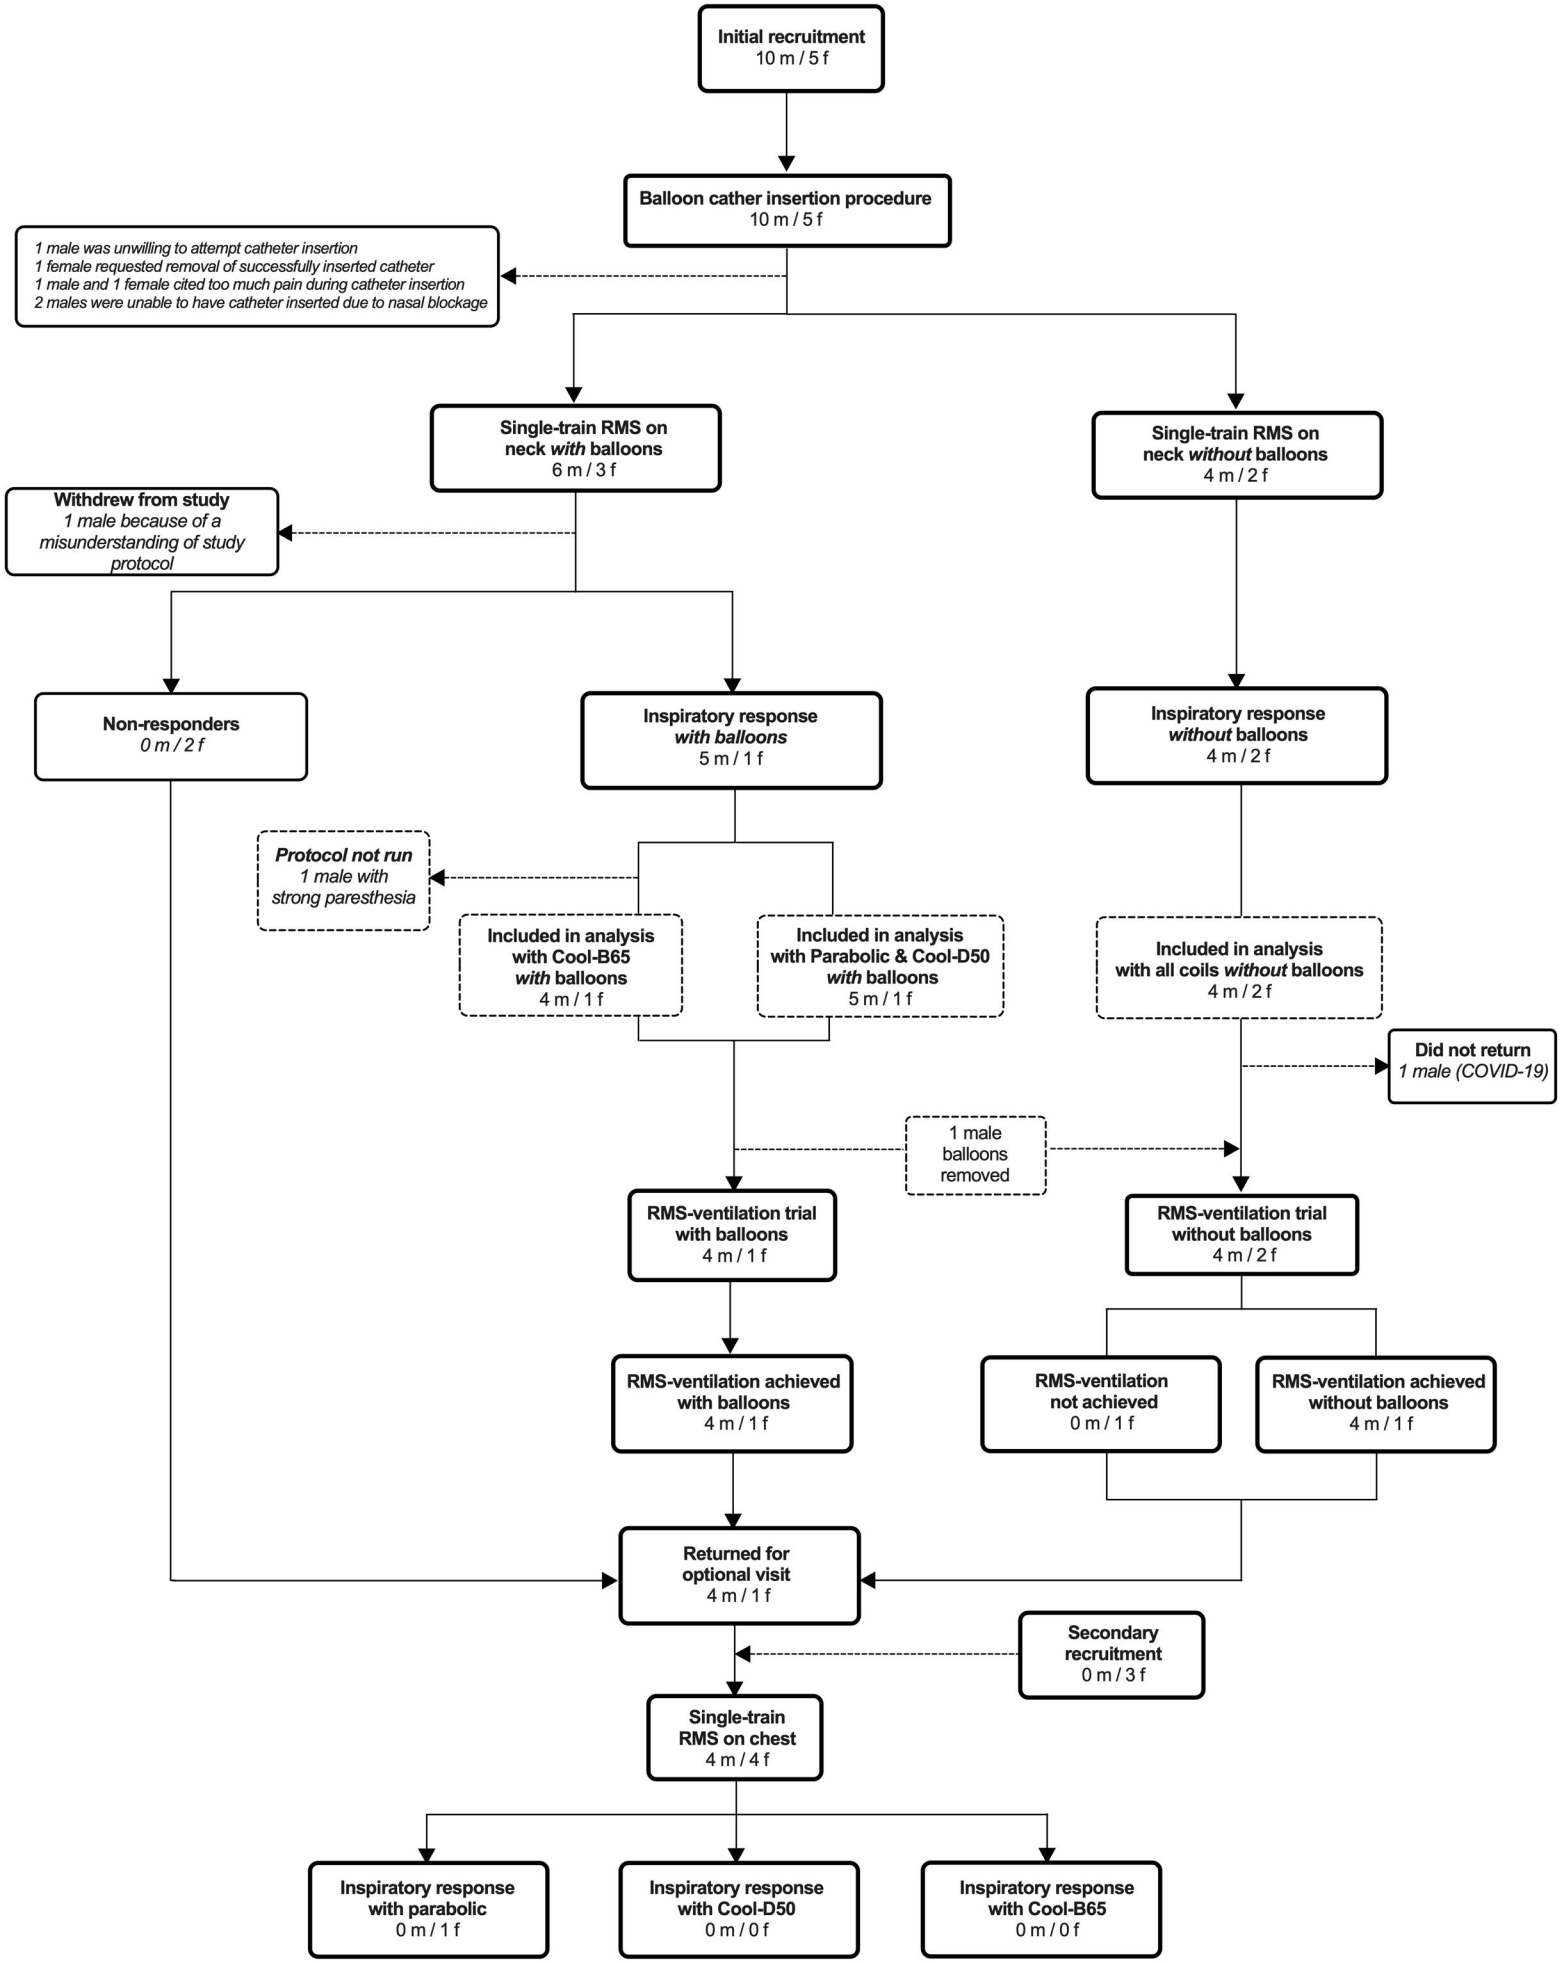 Initial recruitment
10 m / 5 f
Balloon cather insertion procedure
10 m / 5 f
1 male was unwilling to attempt catheter insertion
1 female requested removal of successfully inserted catheter
1 male and 1 female cited too much pain during catheter insertion
2 males were unable to have catheter inserted due to nasal blockage
Single-train RMS on
neck with balloons
6 m / 3 f
Single-train RMS on
neck without balloons
4 m / 2 f
Withdrew from study
1 male because of a
misunderstanding of study
protocol
Non-responders
0 m / 2 f
Inspiratory response
with balloons
5 m / 1 f
Inspiratory response
without balloons
4 m / 2 f
Protocol not run
1 male with
strong paresthesia
Included in analysis
with Cool-B65
with balloons
4 m / 1 f
Included in analysis
with Parabolic & Cool-D50
with balloons
5 m / 1 f
Included in analysis
with all coils without balloons
4 m / 2 f
Did not return
1 male (COVID-19)
1 male
balloons
removed
RMS-ventilation trial
with balloons
4 m / 1 f
RMS-ventilation trial
without balloons
4 m / 2 f
RMS-ventilation achieved
with balloons
4 m / 1 f
RMS-ventilation
not achieved
0 m / 1 f
RMS-ventilation achieved
without balloons
4 m / 1 f
Returned for
optional visit
4 m / 1 f
Secondary
recruitment
0 m / 3 f
Single-train
RMS on chest
4 m / 4 f
Inspiratory response
with parabolic
0 m / 1 f
Inspiratory response
with Cool-D50
0 m / 0 f
Inspiratory response
with Cool-B65
0 m / 0 f